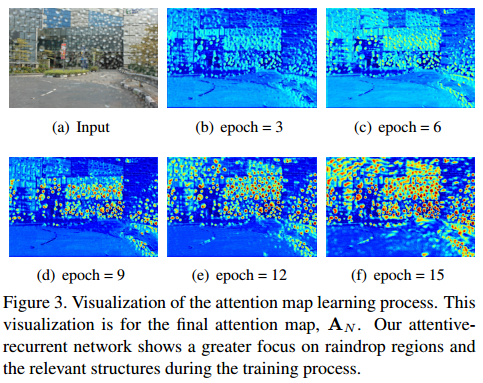 (a) Input
(b) epoch = 3
(c) epoch = 6
(d) epoch = 9
(e) epoch = 12
(f) epoch = 15
Figure 3. Visualization of the attention map learning process. This
visualization is for the final attention map, A_N. Our attentive-
recurrent network shows a greater focus on raindrop regions and
the relevant structures during the training process.